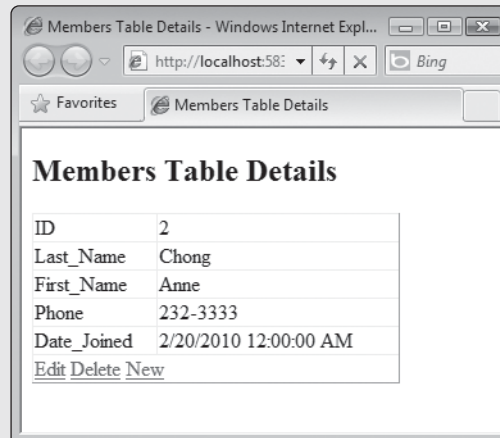 Members Table Details - Windows Internet Expl...
http://localhost:58
Bing
Favorites
Members Table Details
Members Table Details
ID 2
Last_Name Chong
First_Name Anne
Phone 232-3333
Date_Joined 2/20/2010 12:00:00 AM
Edit Delete New